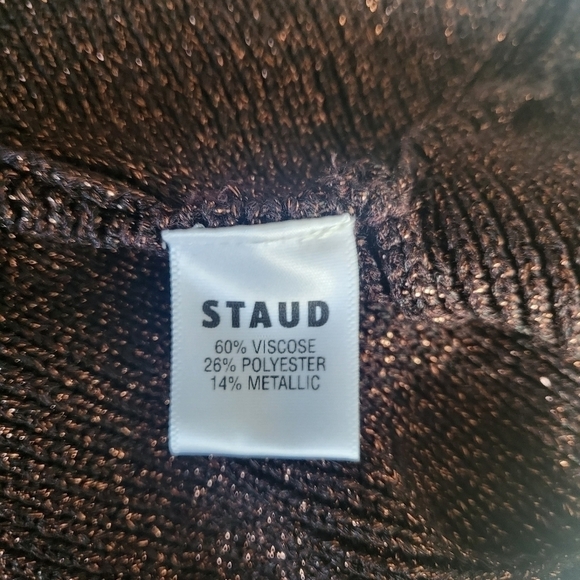 STAUD
60% VISCOSE
26% POLYESTER
14% METALLIC